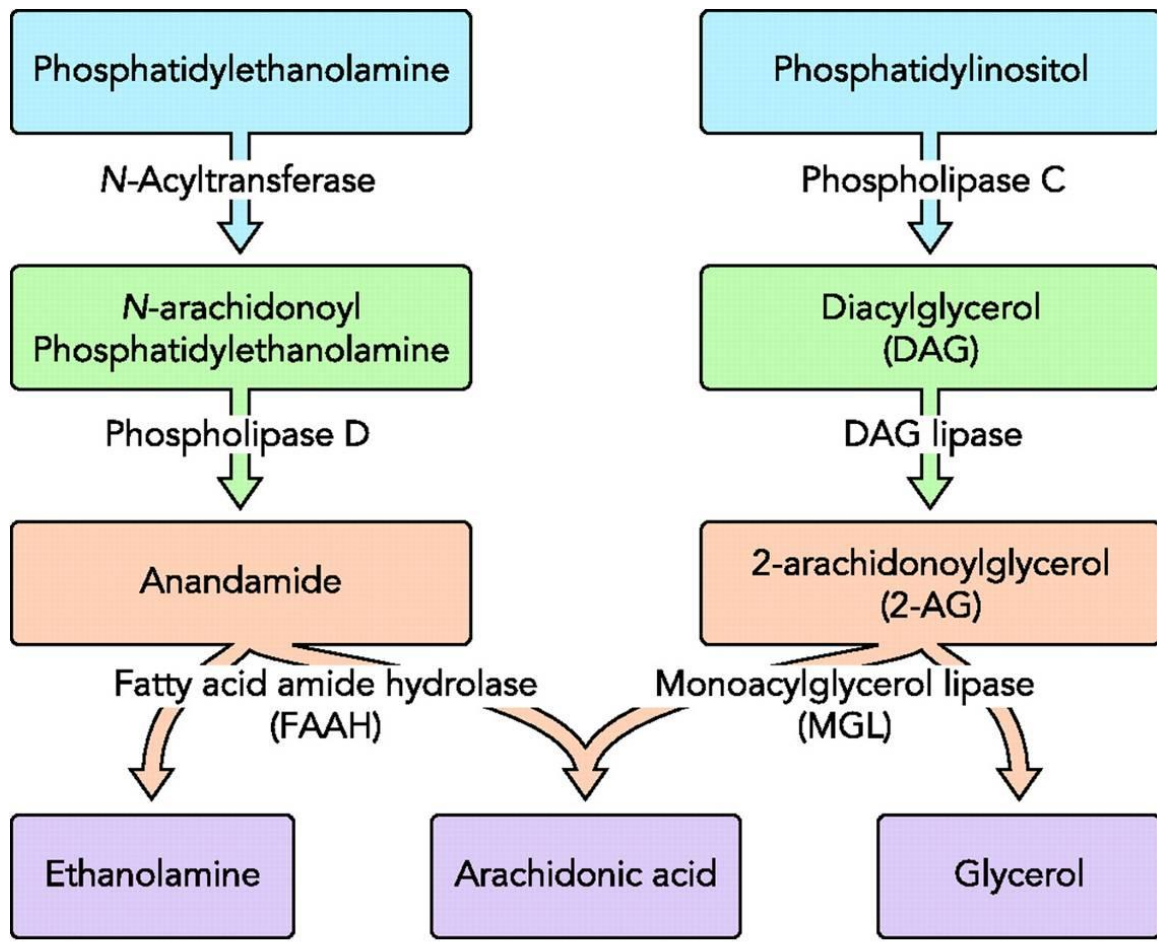 Phosphatidylethanolamine
Phosphatidylinositol
N-Acyltransferase
Phospholipase C
N-arachidonoyl
Phosphatidylethanolamine
Diacylglycerol
(DAG)
Phospholipase D
DAG lipase
Anandamide
2-arachidonoylglycerol
(2-AG)
Fatty acid amide hydrolase
(FAAH)
Monoacylglycerol lipase
(MGL)
Ethanolamine
Arachidonic acid
Glycerol